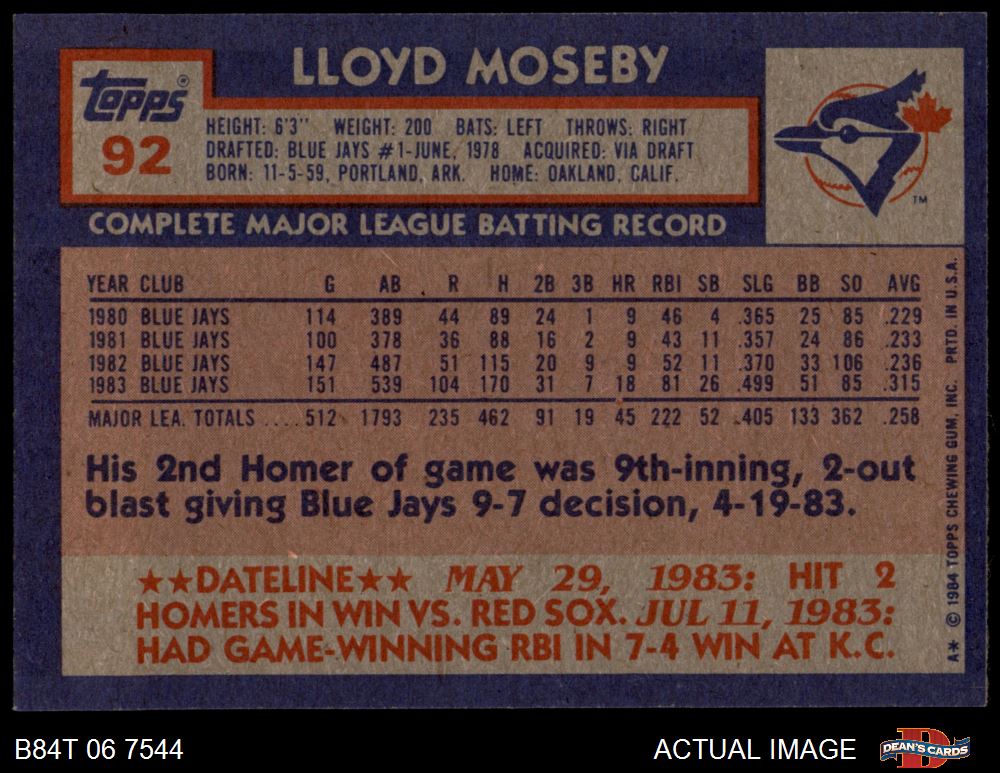 LLOYD MOSEBY
Topps®
92
HEIGHT: 6'3" WEIGHT: 200 BATS: LEFT THROWS: RIGHT
DRAFTED: BLUE JAYS #1-JUNE, 1978 ACQUIRED: VIA DRAFT
BORN: 11-5-59, PORTLAND, ARK. HOME: OAKLAND, CALIF.
TM
COMPLETE MAJOR LEAGUE BATTING RECORD
YEAR CLUB G AB R H 2B 3B HR RBI SB SLG BB SO AVG
1980 BLUE JAYS 114 389 44 89 24 1 9 46 4 .365 25 85 .229
1981 BLUE JAYS 100 378 36 88 16 2 9 43 11 .357 24 86 .233
1982 BLUE JAYS 147 487 51 115 20 9 9 52 11 .370 33 106 .236
1983 BLUE JAYS 151 539 104 170 31 7 18 81 26 .499 51 85 .315
MAJOR LEA. TOTALS ....512 1793 235 462 91 19 45 222 52 .405 133 362 .258
His 2nd Homer of game was 9th-inning, 2-out
blast giving Blue Jays 9-7 decision, 4-19-83.
★★DATELINE★★ MAY 29, 1983: HIT 2
HOMERS IN WIN VS. RED SOX. JUL 11, 1983:
HAD GAME-WINNING RBI IN 7-4 WIN AT K.C.
A* © 1984 TOPPS CHEWING GUM, INC. PRTD. IN U.S.A.
B84T 06 7544
ACTUAL IMAGE
DEAN'S CARDS